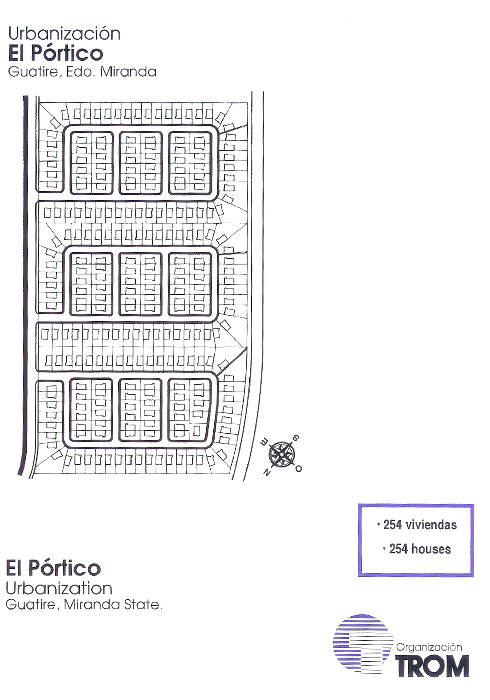 Urbanización
El Pórtico
Guatire, Edo. Miranda
S
E
O
N
• 254 viviendas
• 254 houses
El Pórtico
Urbanization
Guatire, Miranda State.
Organización
TROM